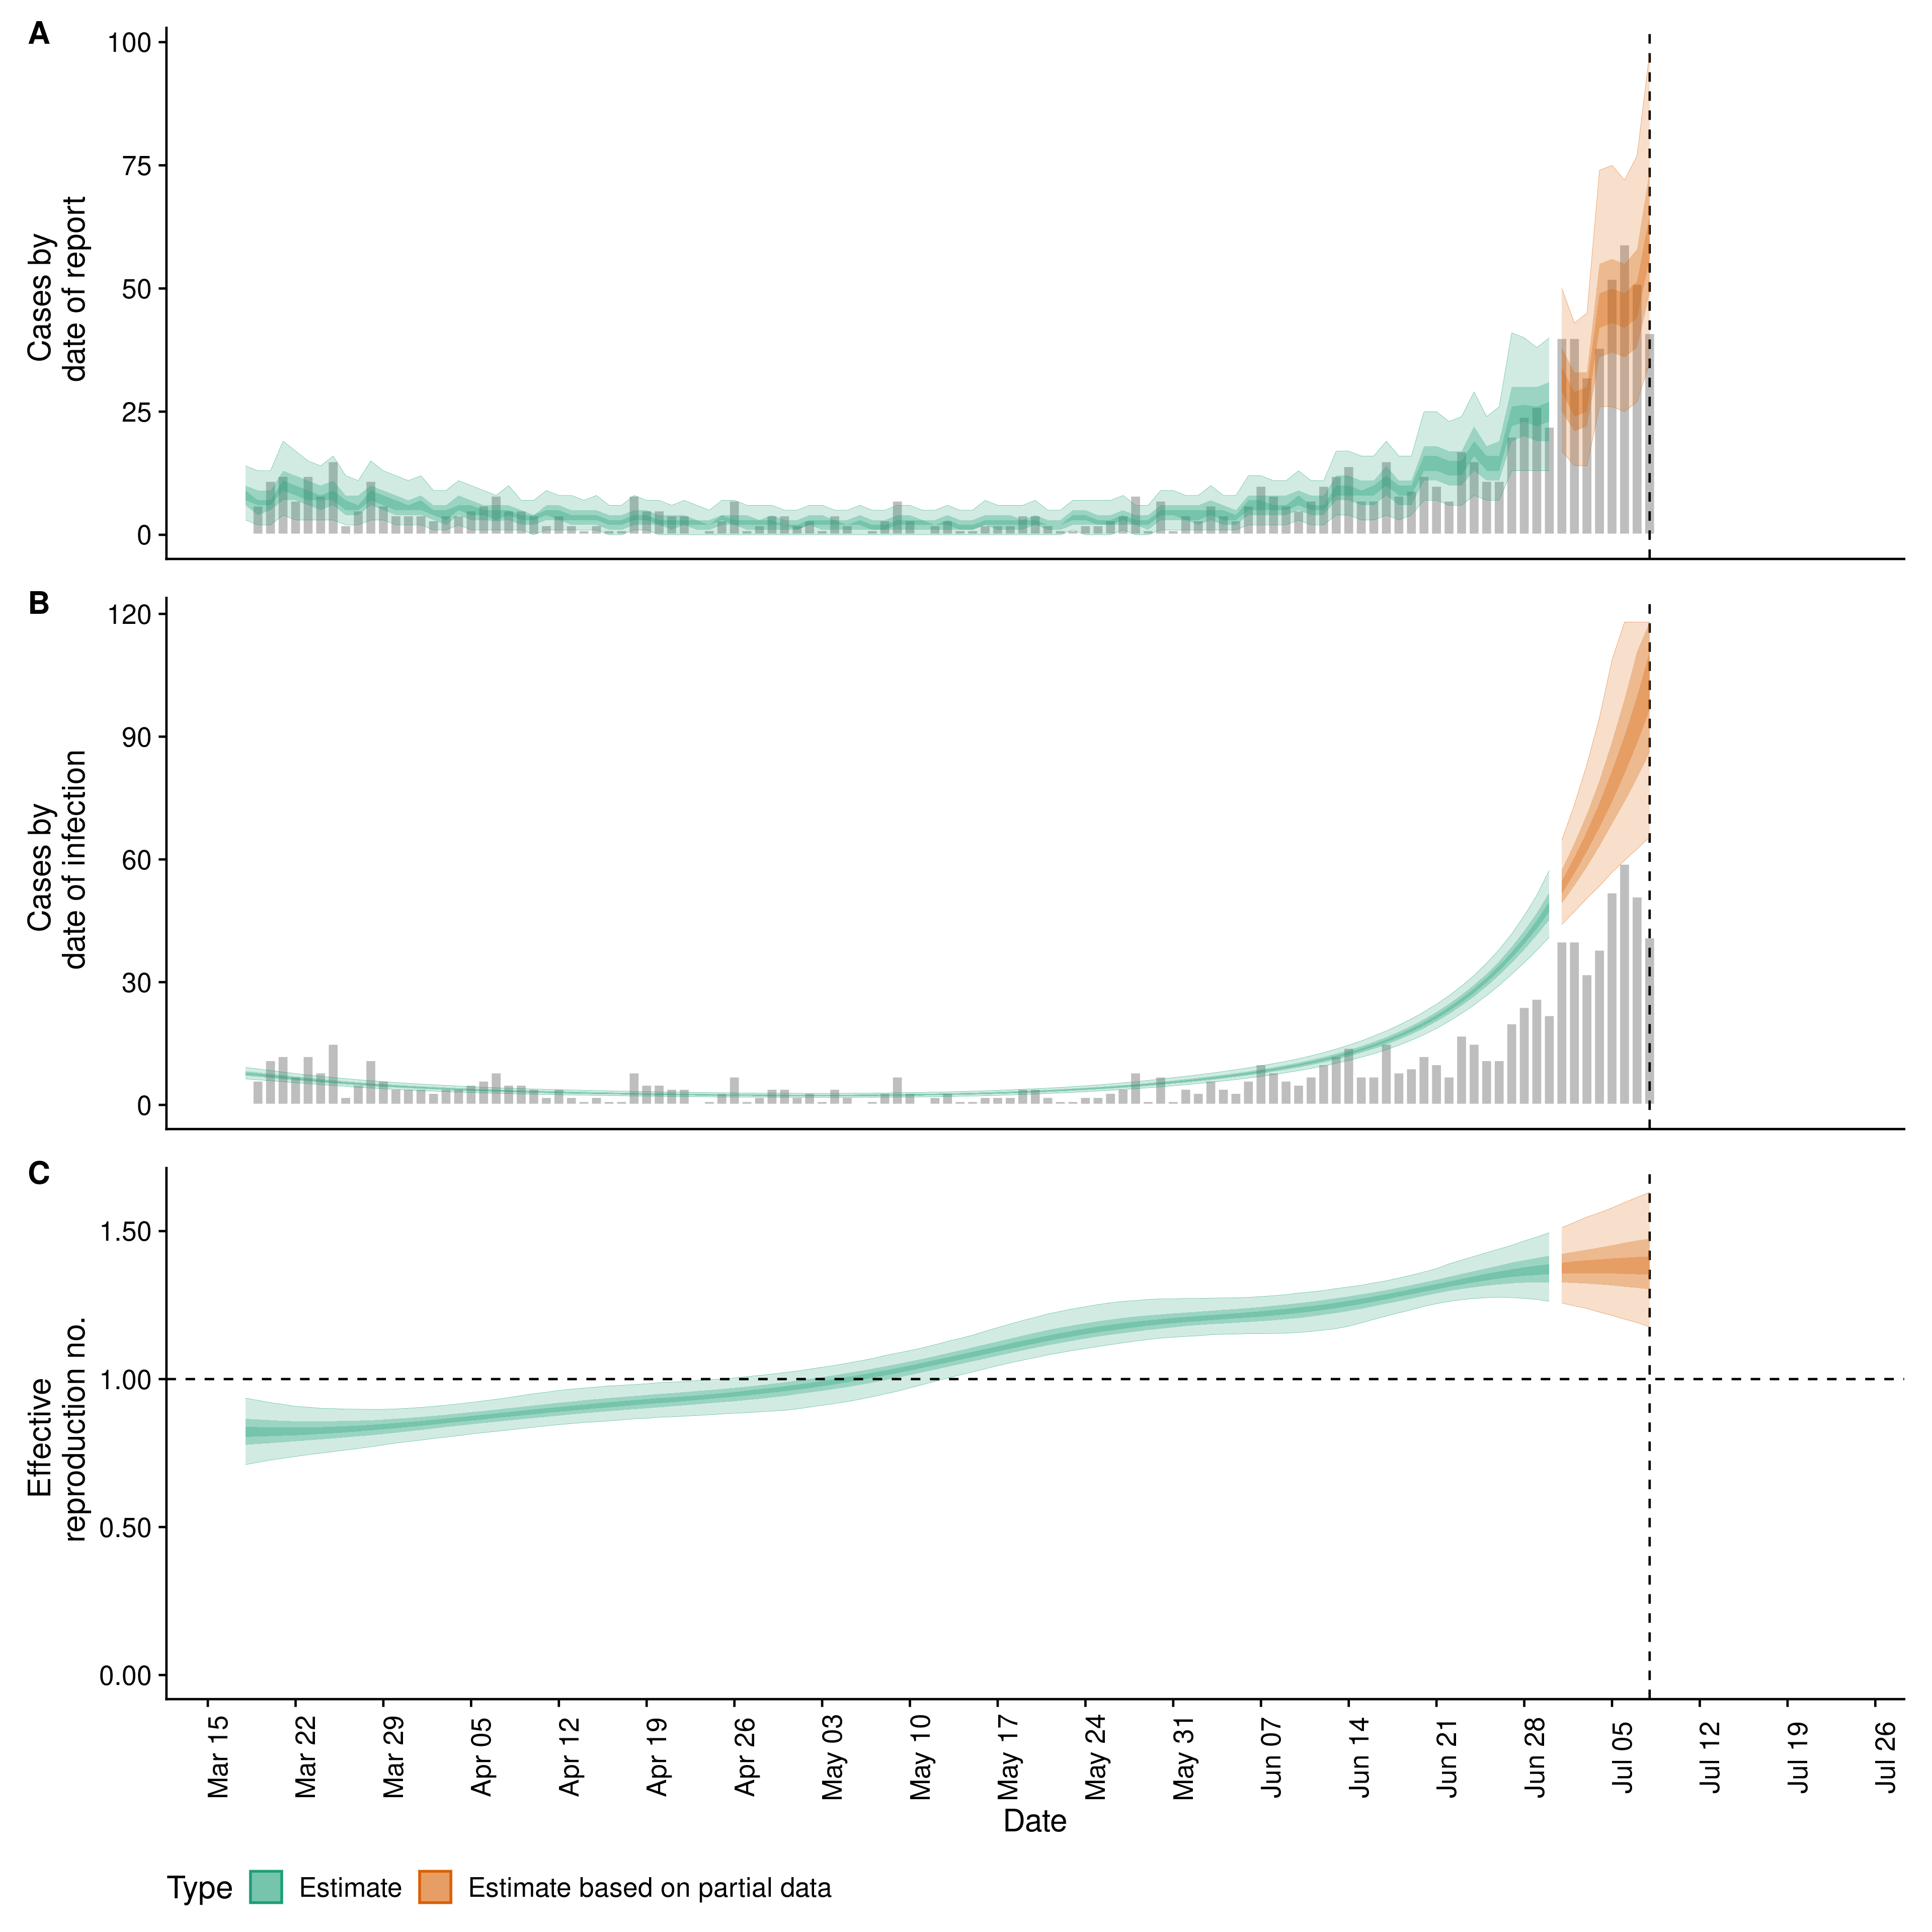 A
100
75
50
25
0
Cases by
date of report
B
120
90
60
30
0
Cases by
date of infection
C
1.50
1.00
0.50
0.00
Effective
reproduction no.
Mar 15
Mar 22
Mar 29
Apr 05
Apr 12
Apr 19
Apr 26
May 03
May 10
May 17
May 24
May 31
Jun 07
Jun 14
Jun 21
Jun 28
Jul 05
Jul 12
Jul 19
Jul 26
Date
Type Estimate Estimate based on partial data